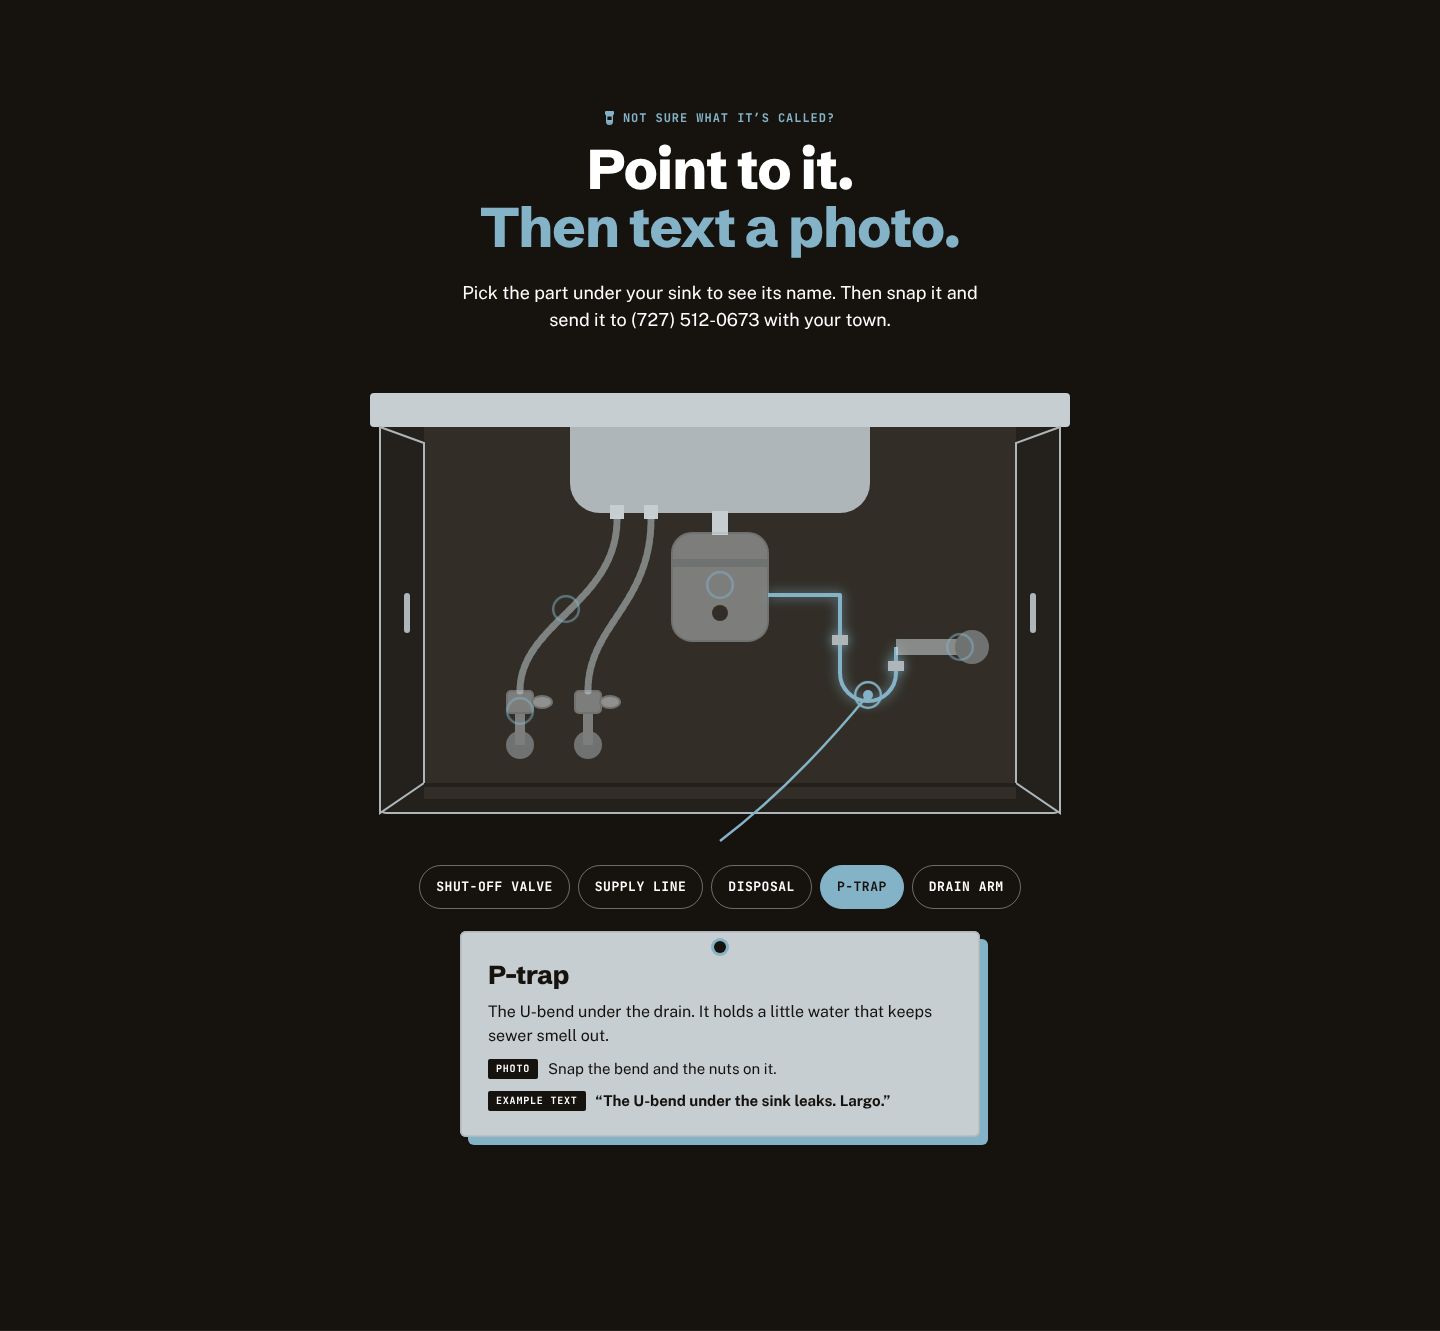 NOT SURE WHAT IT’S CALLED?
Point to it.
Then text a photo.
Pick the part under your sink to see its name. Then snap it and
send it to (727) 512-0673 with your town.
SHUT-OFF VALVE
SUPPLY LINE
DISPOSAL
P-TRAP
DRAIN ARM
P-trap
The U-bend under the drain. It holds a little water that keeps
sewer smell out.
PHOTO Snap the bend and the nuts on it.
EXAMPLE TEXT “The U-bend under the sink leaks. Largo.”